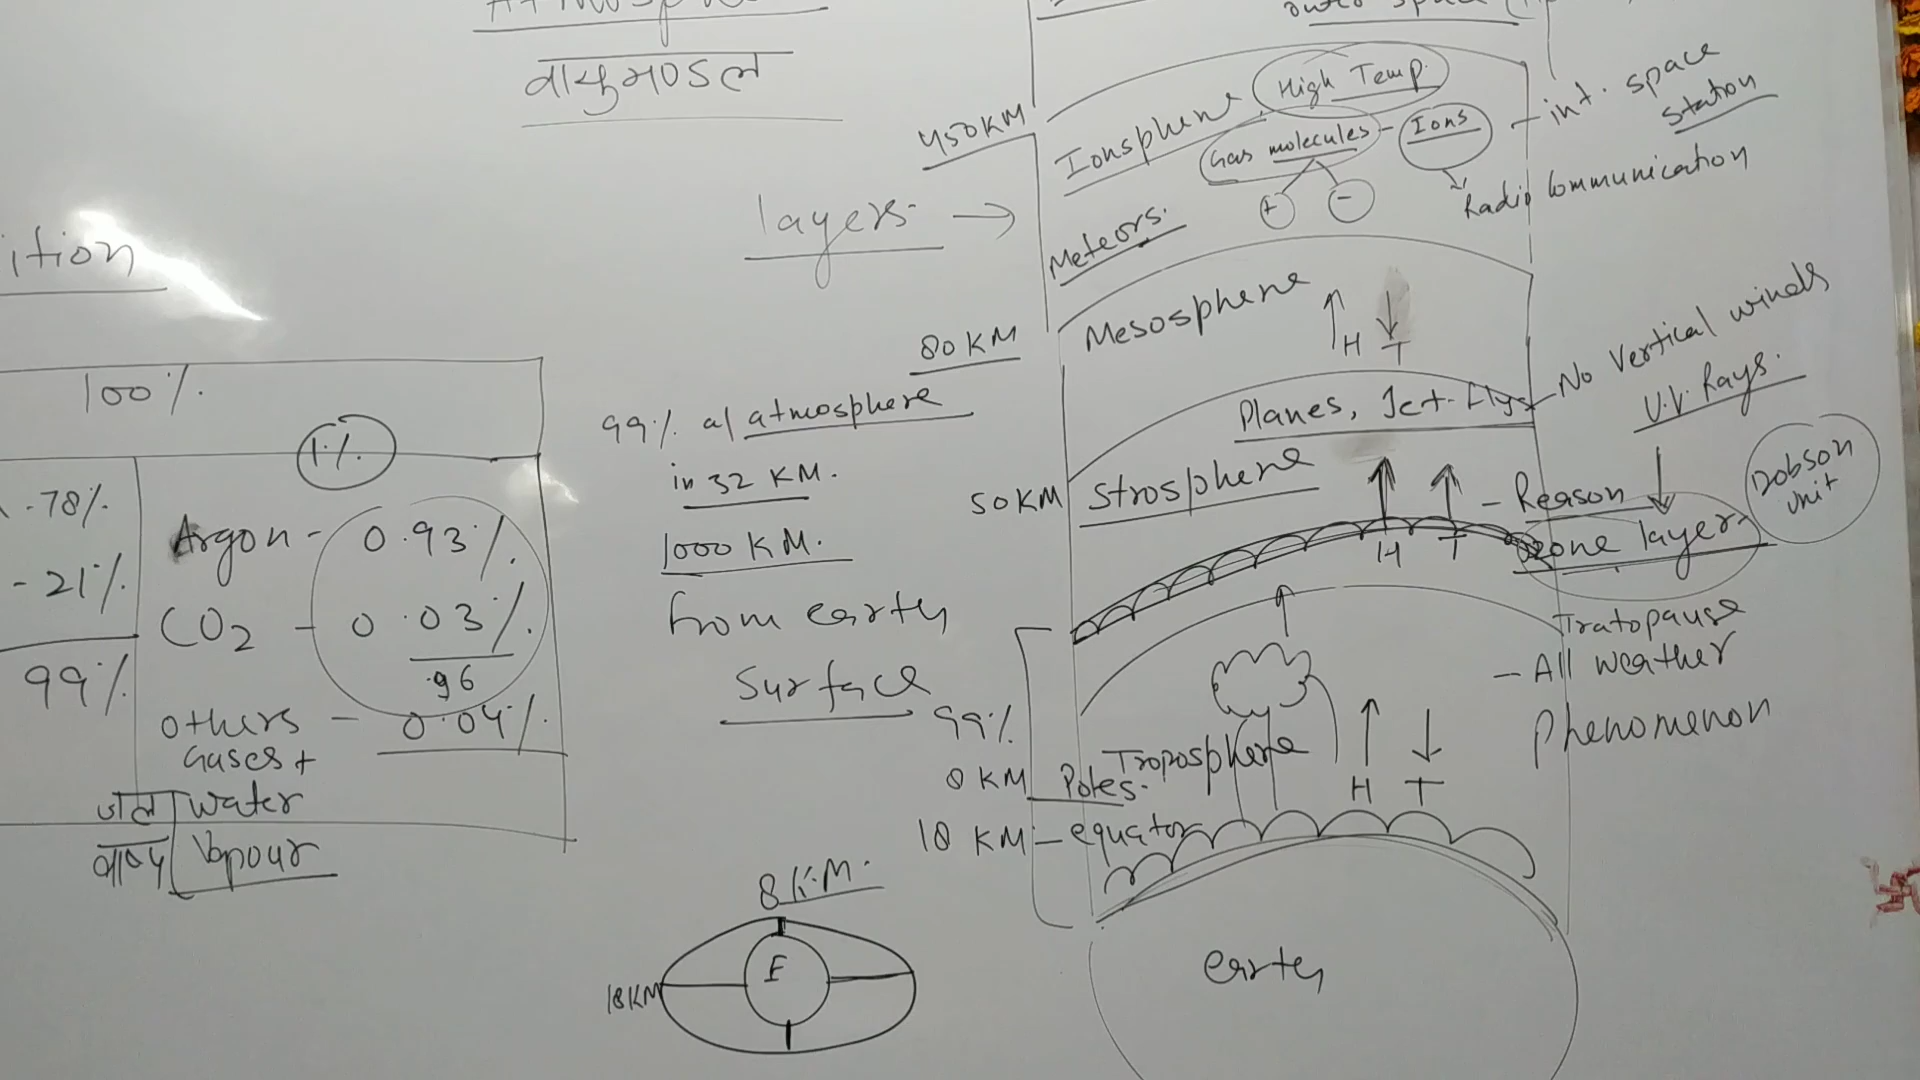 वायुमण्डल
ition
100%.
1%.
-78%.
-21%.
99%.
Argon - 0.93%.
CO2 - 0.03%.
.96
others - 0.04%.
Gases +
जल water
वाष्प vapour
layers →
99% of atmosphere
in 32 KM.
1000 KM.
from earth
Surface
8 K.M.
18KM
E
outer space
450KM
Ionsphere
High Temp.
Gas molecules - Ions
+ -
int. space
station
Radio Communication
Meteors.
80 KM
Mesosphere
H T
Planes, Jet-flys
No Vertical winds
U.V. Rays.
50KM
Strosphere
H T
- Reason
Ozone layer
Dobson
unit
Tratopause
- All weather
Phenomenon
99%
Troposphere
H T
8 KM Poles.
18 KM - equator
earth